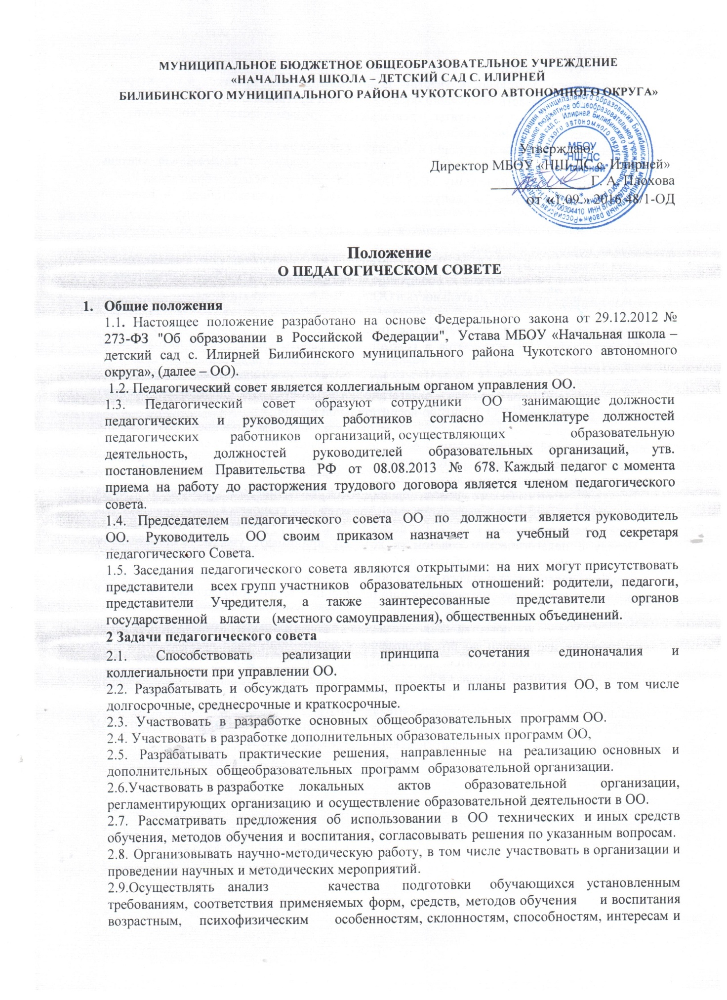 МУНИЦИПАЛЬНОЕ БЮДЖЕТНОЕ ОБЩЕОБРАЗОВАТЕЛЬНОЕ УЧРЕЖДЕНИЕ
«НАЧАЛЬНАЯ ШКОЛА – ДЕТСКИЙ САД С. ИЛИРНЕЙ
БИЛИБИНСКОГО МУНИЦИПАЛЬНОГО РАЙОНА ЧУКОТСКОГО АВТОНОМНОГО ОКРУГА»
Утверждаю:
Директор МБОУ «НШ-ДС с. Илирней»
Г. А. Плохова
от «1.09.» 2016 48/1-ОД
МБОУ
"НШ-ДС
с. Илирней"
Положение
О ПЕДАГОГИЧЕСКОМ СОВЕТЕ
1. Общие положения
1.1. Настоящее положение разработано на основе Федерального закона от 29.12.2012 №
273-ФЗ "Об образовании в Российской Федерации", Устава МБОУ «Начальная школа –
детский сад с. Илирней Билибинского муниципального района Чукотского автономного
округа», (далее – ОО).
1.2. Педагогический совет является коллегиальным органом управления ОО.
1.3. Педагогический совет образуют сотрудники ОО занимающие должности
педагогических и руководящих работников согласно Номенклатуре должностей
педагогических работников организаций, осуществляющих образовательную
деятельность, должностей руководителей образовательных организаций, утв.
постановлением Правительства РФ от 08.08.2013 № 678. Каждый педагог с момента
приема на работу до расторжения трудового договора является членом педагогического
совета.
1.4. Председателем педагогического совета ОО по должности является руководитель
ОО. Руководитель ОО своим приказом назначает на учебный год секретаря
педагогического Совета.
1.5. Заседания педагогического совета являются открытыми: на них могут присутствовать
представители всех групп участников образовательных отношений: родители, педагоги,
представители Учредителя, а также заинтересованные представители органов
государственной власти (местного самоуправления), общественных объединений.
2 Задачи педагогического совета
2.1. Способствовать реализации принципа сочетания единоначалия и
коллегиальности при управлении ОО.
2.2. Разрабатывать и обсуждать программы, проекты и планы развития ОО, в том числе
долгосрочные, среднесрочные и краткосрочные.
2.3. Участвовать в разработке основных общеобразовательных программ ОО.
2.4. Участвовать в разработке дополнительных образовательных программ ОО,
2.5. Разрабатывать практические решения, направленные на реализацию основных и
дополнительных общеобразовательных программ образовательной организации.
2.6.Участвовать в разработке локальных актов образовательной организации,
регламентирующих организацию и осуществление образовательной деятельности в ОО.
2.7. Рассматривать предложения об использовании в ОО технических и иных средств
обучения, методов обучения и воспитания, согласовывать решения по указанным вопросам.
2.8. Организовывать научно-методическую работу, в том числе участвовать в организации и
проведении научных и методических мероприятий.
2.9.Осуществлять анализ качества подготовки обучающихся установленным
требованиям, соответствия применяемых форм, средств, методов обучения и воспитания
возрастным, психофизическим особенностям, склонностям, способностям, интересам и